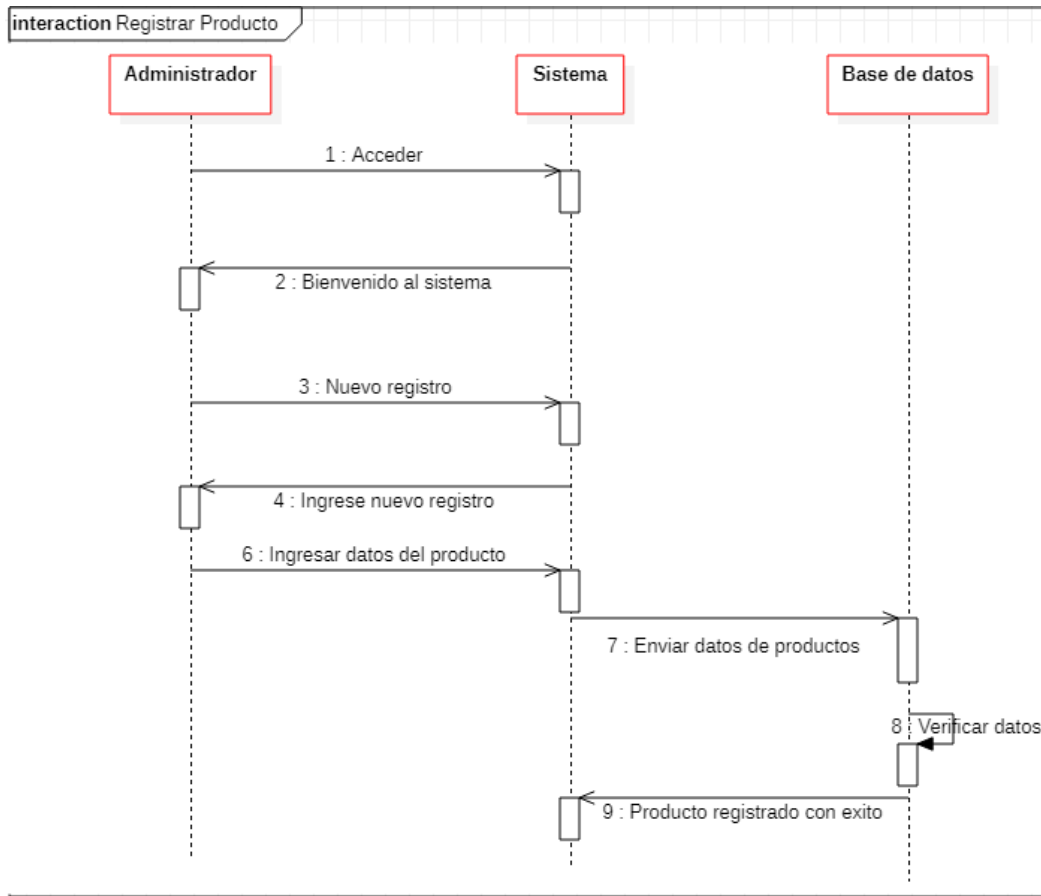 interaction Registrar Producto
Administrador
Sistema
Base de datos
1 : Acceder
2 : Bienvenido al sistema
3 : Nuevo registro
4 : Ingrese nuevo registro
6 : Ingresar datos del producto
7 : Enviar datos de productos
8 : Verificar datos
9 : Producto registrado con exito